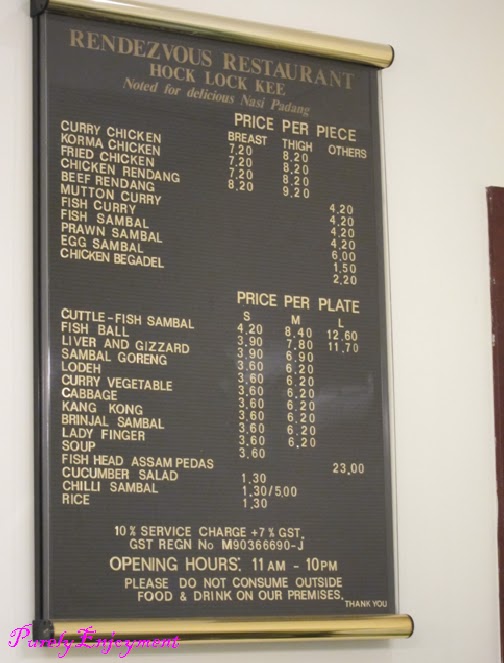 RENDEZVOUS RESTAURANT
HOCK LOCK KEE
Noted for delicious Nasi Padang
PRICE PER PIECE
BREAST THIGH OTHERS
CURRY CHICKEN 7.20 8.20
KORMA CHICKEN 7.20 8.20
FRIED CHICKEN 7.20 8.20
CHICKEN RENDANG 8.20 9.20
BEEF RENDANG 4.20
MUTTON CURRY 4.20
FISH CURRY 4.20
FISH SAMBAL 4.20
PRAWN SAMBAL 6.00
EGG SAMBAL 1.50
CHICKEN BEGADEL 2.20
PRICE PER PLATE
S M L
CUTTLE-FISH SAMBAL 4.20 8.40 12.60
FISH BALL 3.90 7.80 11.70
LIVER AND GIZZARD 3.90 6.90
SAMBAL GORENG 3.60 6.20
LODEH 3.60 6.20
CURRY VEGETABLE 3.60 6.20
CABBAGE 3.60 6.20
KANG KONG 3.60 6.20
BRINJAL SAMBAL 3.60 6.20
LADY FINGER 3.60 6.20
SOUP 3.60
FISH HEAD ASSAM PEDAS 23.00
CUCUMBER SALAD 1.30
CHILLI SAMBAL 1.30/5.00
RICE 1.30
10% SERVICE CHARGE +7% GST
GST REGN No M90366690-J
OPENING HOURS: 11AM - 10PM
PLEASE DO NOT CONSUME OUTSIDE
FOOD & DRINK ON OUR PREMISES.
THANK YOU
PurelyEnjoyment